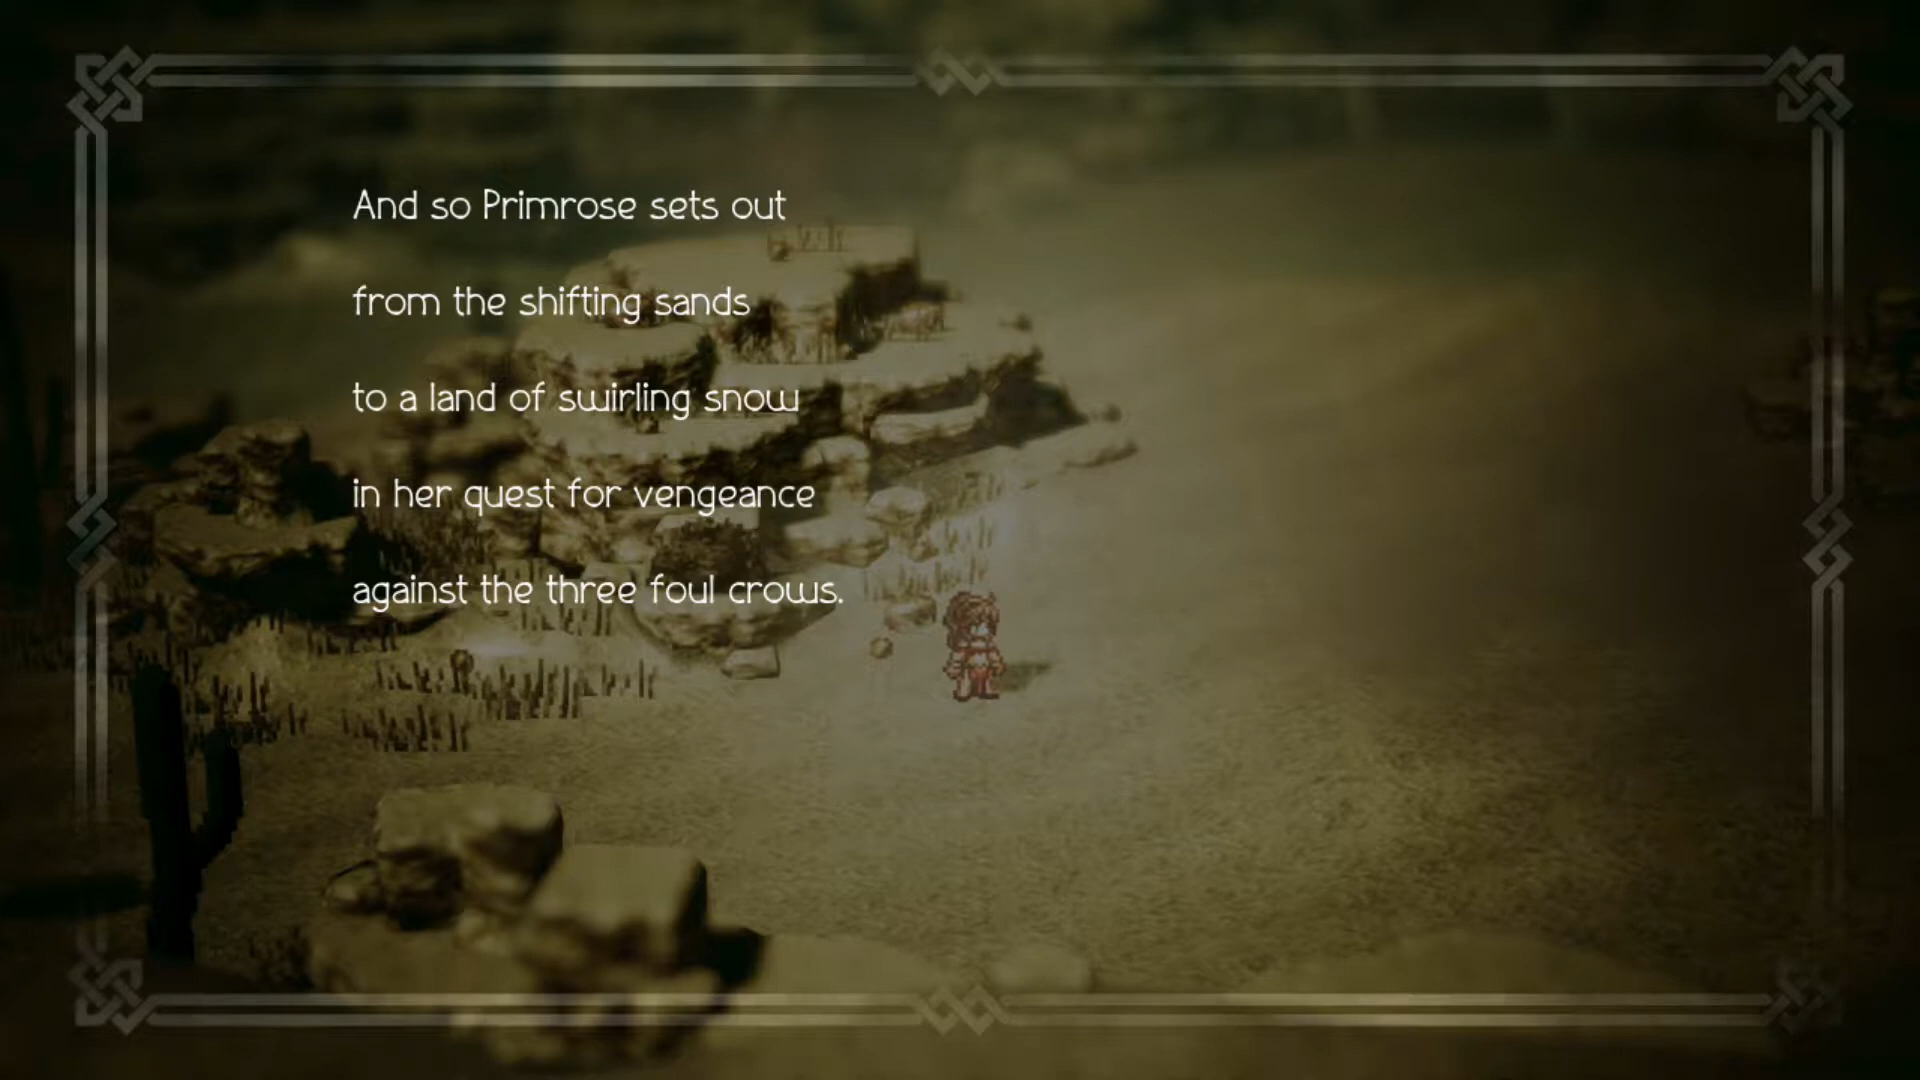 And so Primrose sets out
from the shifting sands
to a land of swirling snow
in her quest for vengeance
against the three foul crows.